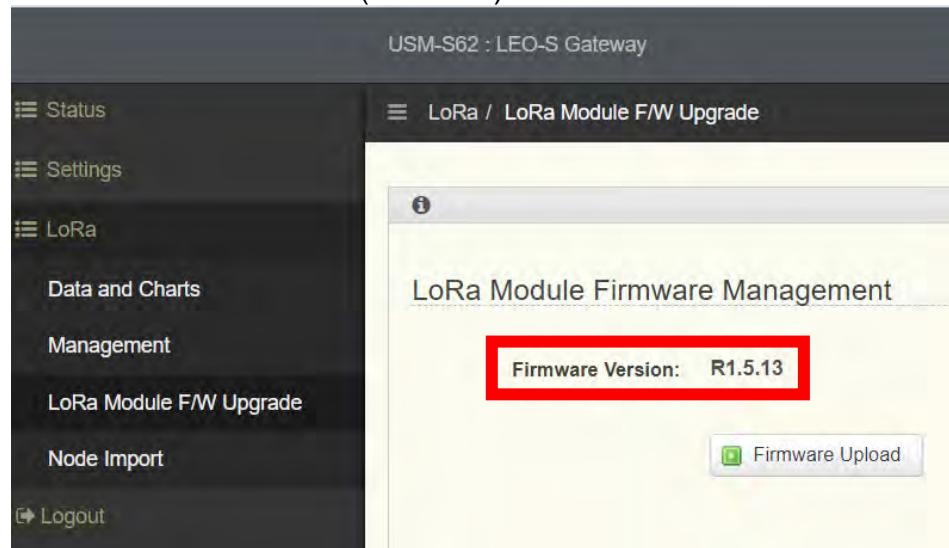 USM-S62 : LEO-S Gateway
Status
LoRa / LoRa Module F/W Upgrade
Settings
LoRa
Data and Charts
LoRa Module Firmware Management
Management
Firmware Version: R1.5.13
LoRa Module F/W Upgrade
Firmware Upload
Node Import
Logout